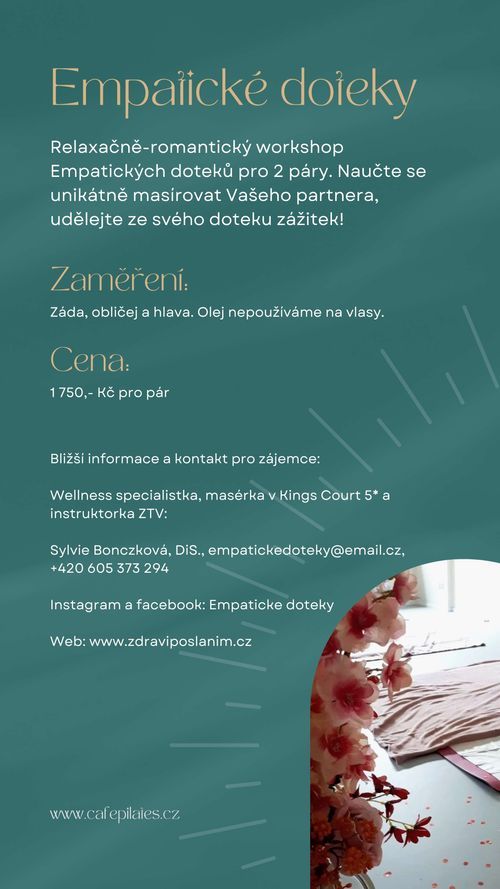 Empatické doteky
Relaxačně-romantický workshop
Empatických doteků pro 2 páry. Naučte se
unikátně masírovat Vašeho partnera,
udělejte ze svého doteku zážitek!
Zaměření:
Záda, obličej a hlava. Olej nepoužíváme na vlasy.
Cena:
1 750,- Kč pro pár
Bližši informace a kontakt pro zájemce:
Wellness specialistka, masérka v Kings Court 5* a
instruktorka ZTV:
Sylvie Bonczková, DiS., empatickedoteky@email.cz,
+420 605 373 294
Instagram a facebook: Empaticke doteky
Web: www.zdraviposlanim.cz
www.cafepilates.cz